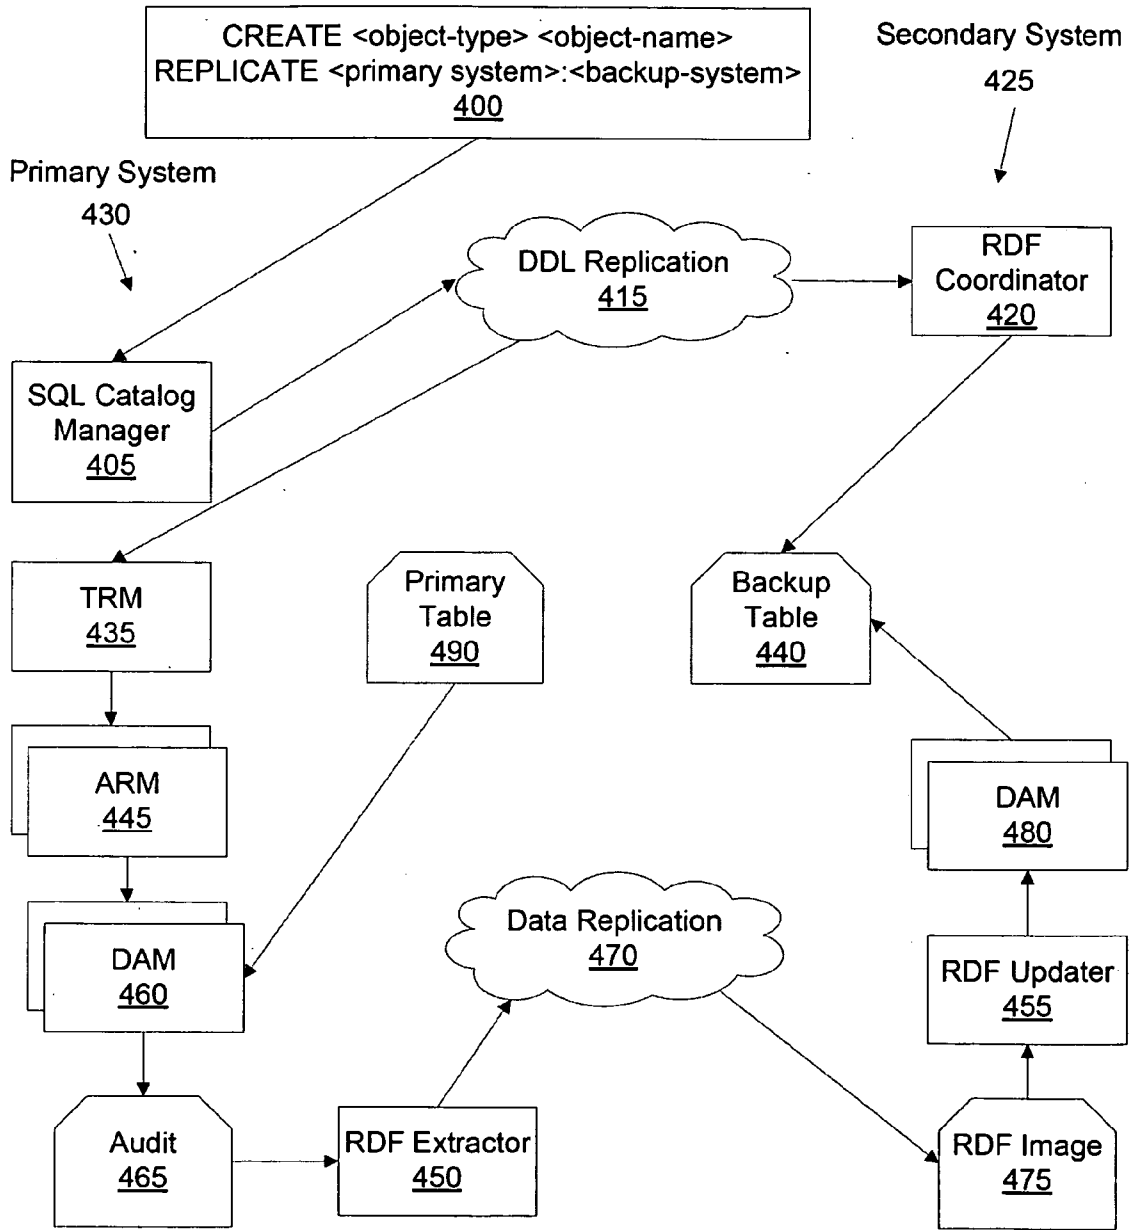 CREATE <object-type> <object-name>
REPLICATE <primary system>:<backup-system>
400
Secondary System
425
Primary System
430
DDL Replication
415
RDF
Coordinator
420
SQL Catalog
Manager
405
TRM
435
Primary
Table
490
Backup
Table
440
ARM
445
DAM
480
DAM
460
Data Replication
470
RDF Updater
455
Audit
465
RDF Extractor
450
RDF Image
475